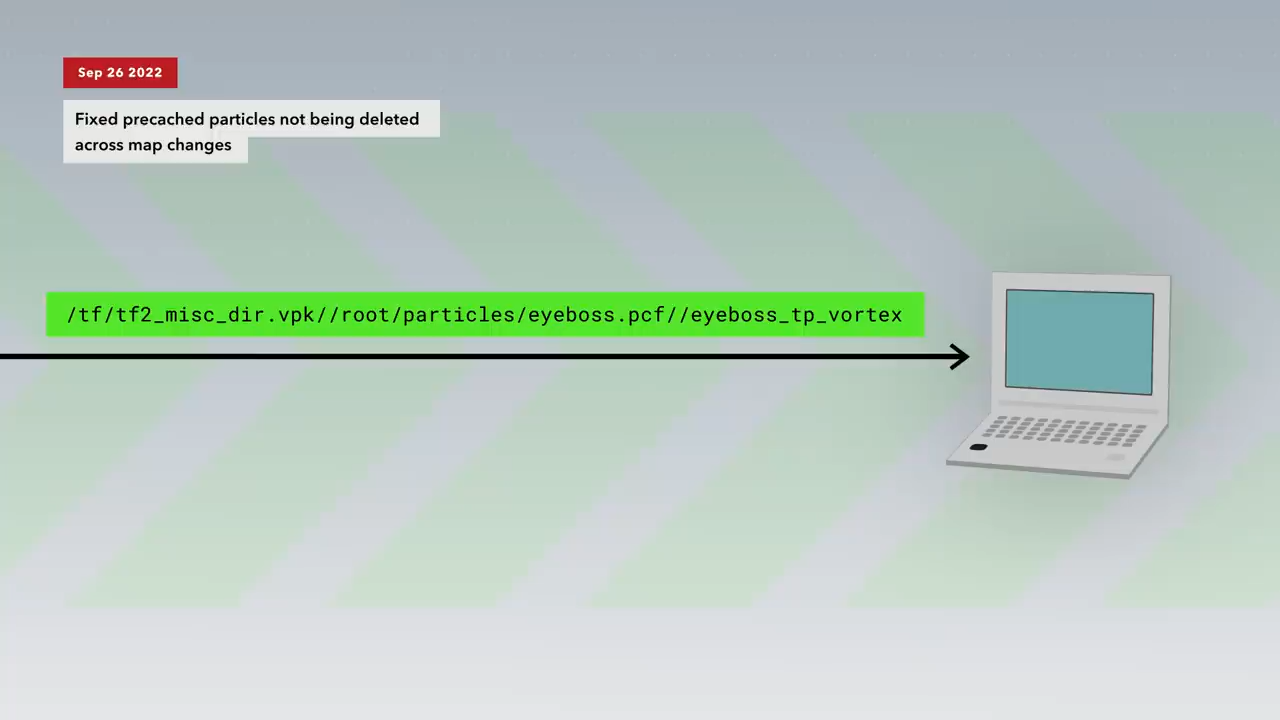 Sep 26 2022
Fixed precached particles not being deleted
across map changes
/tf/tf2_misc_dir.vpk//root/particles/eyeboss.pcf//eyeboss_tp_vortex